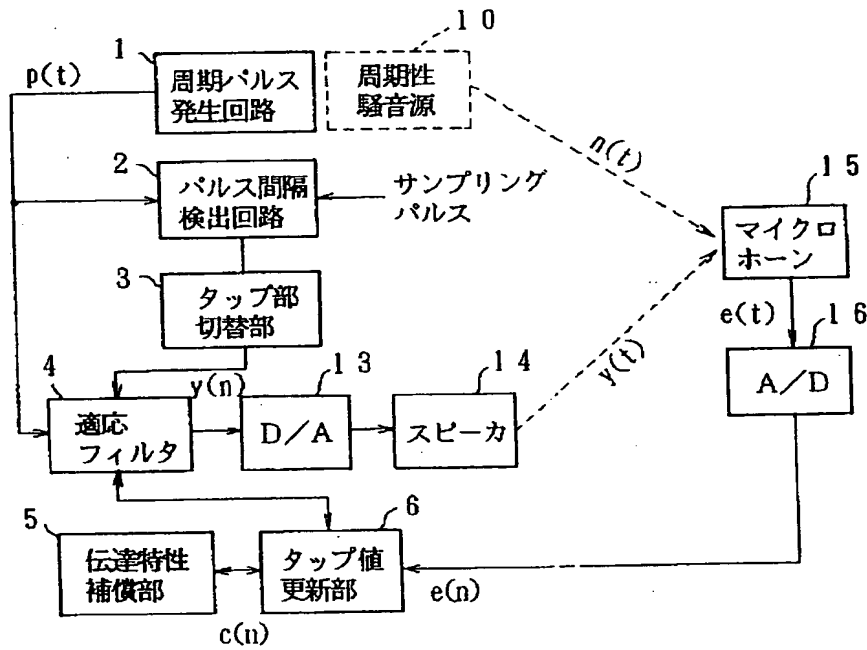 1 0
1
p(t)
周期パルス
発生回路
周期性
騒音源
n(t)
2
パルス間隔
検出回路
サンプリング
パルス
1 5
マイクロ
ホーン
3
タップ部
切替部
e(t)
1 6
A/D
y(t)
4
y(n)
1 3
1 4
適応
フィルタ
D/A
スピーカ
5
6
伝達特性
補償部
タップ値
更新部
e(n)
c(n)